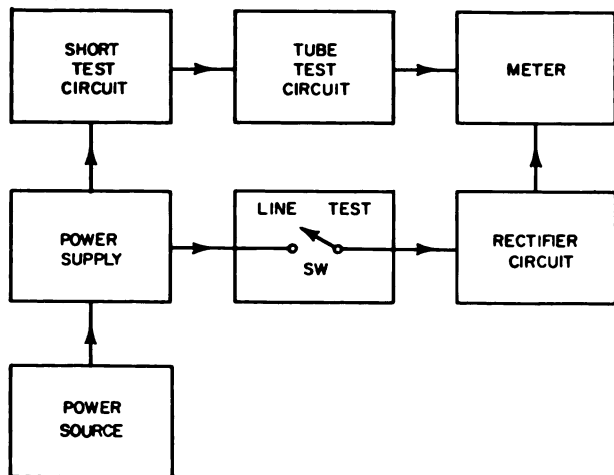 SHORT
TEST
CIRCUIT
TUBE
TEST
CIRCUIT
METER
POWER
SUPPLY
LINE TEST
SW
RECTIFIER
CIRCUIT
POWER
SOURCE